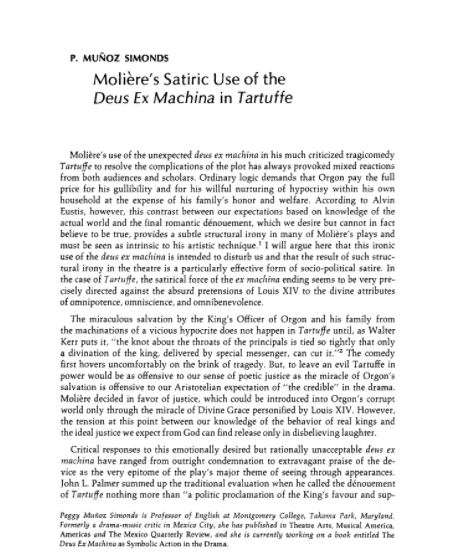 P. MUÑOZ SIMONDS
Molière's Satiric Use of the
Deus Ex Machina in Tartuffe
Molière's use of the unexpected deus ex machina in his much criticized tragicomedy
Tartuffe to resolve the complications of the plot has always provoked mixed reactions
from both audiences and scholars. Ordinary logic demands that Orgon pay the full
price for his gullibility and for his willful nurturing of hypocrisy within his own
household at the expense of his family's honor and welfare. According to Alvin
Eustis, however, this contrast between our expectations based on knowledge of the
actual world and the final romantic dénouement, which we desire but cannot in fact
believe to be true, provides a subtle structural irony in many of Molière's plays and
must be seen as intrinsic to his artistic technique.¹ I will argue here that this ironic
use of the deus ex machina is intended to disturb us and that the result of such struc-
tural irony in the theatre is a particularly effective form of socio-political satire. In
the case of Tartuffe, the satirical force of the ex machina ending seems to be very pre-
cisely directed against the absurd pretensions of Louis XIV to the divine attributes
of omnipotence, omniscience, and omnibenevolence.
The miraculous salvation by the King's Officer of Orgon and his family from
the machinations of a vicious hypocrite does not happen in Tartuffe until, as Walter
Kerr puts it, "the knot about the throats of the principals is tied so tightly that only
a divination of the king, delivered by special messenger, can cut it."² The comedy
first hovers uncomfortably on the brink of tragedy. But, to leave an evil Tartuffe in
power would be as offensive to our sense of poetic justice as the miracle of Orgon's
salvation is offensive to our Aristotelian expectation of "the credible" in the drama.
Molière decided in favor of justice, which could be introduced into Orgon's corrupt
world only through the miracle of Divine Grace personified by Louis XIV. However,
the tension at this point between our knowledge of the behavior of real kings and
the ideal justice we expect from God can find release only in disbelieving laughter.
Critical responses to this emotionally desired but rationally unacceptable deus ex
machina have ranged from outright condemnation to extravagant praise of the de-
vice as the very epitome of the play's major theme of seeing through appearances.
John L. Palmer summed up the traditional evaluation when he called the dénouement
of Tartuffe nothing more than "a politic proclamation of the King's favour and sup-
Peggy Muñoz Simonds is Professor of English at Montgomery College, Takoma Park, Maryland.
Formerly a drama-music critic in Mexico City, she has published in Theatre Arts, Musical America,
Americas and The Mexico Quarterly Review, and she is currently working on a book entitled The
Deus Ex Machina as Symbolic Action in the Drama.